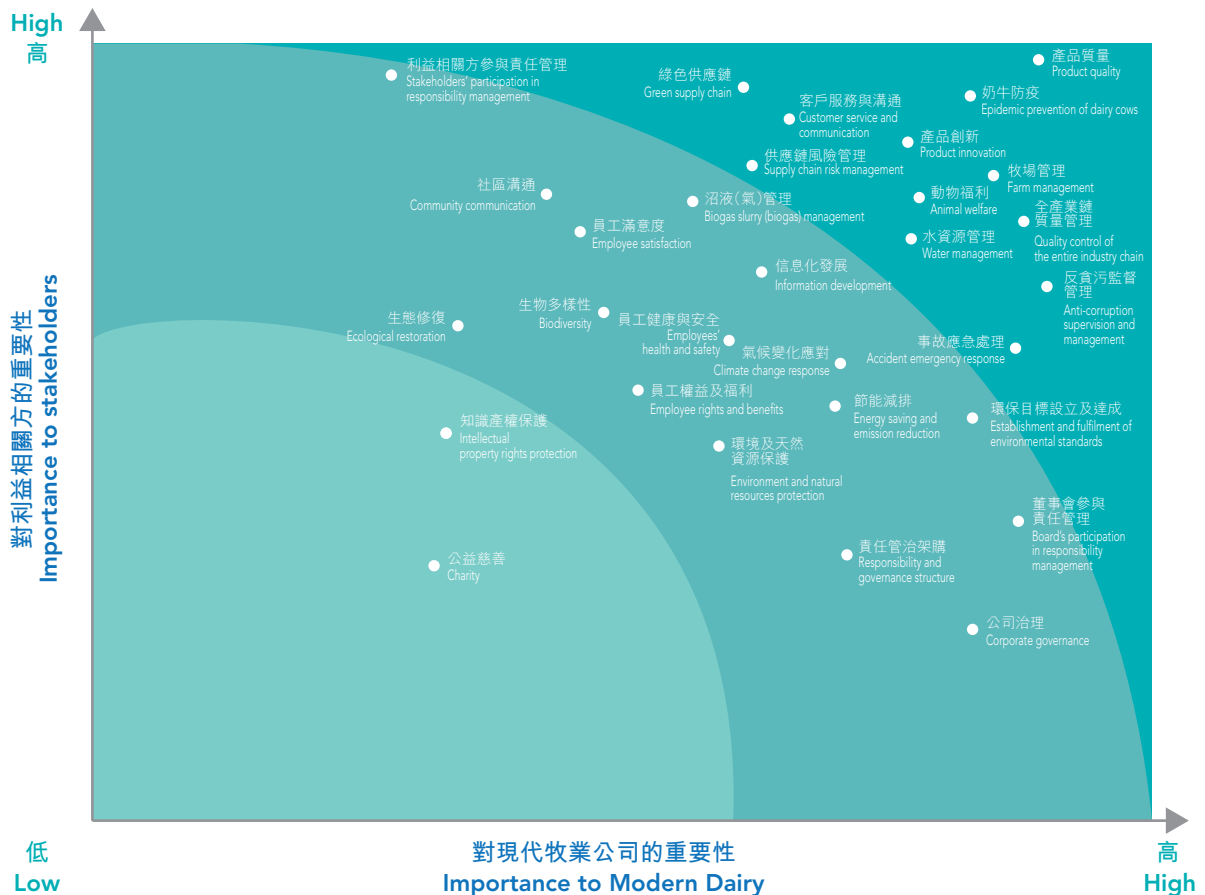 High
高
利益相關方參與責任管理
Stakeholders' participation in
responsibility management
綠色供應鏈
Green supply chain
產品質量
Product quality
客戶服務與溝通
Customer service and
communication
奶牛防疫
Epidemic prevention of dairy cows
產品創新
Product innovation
供應鏈風險管理
Supply chain risk management
牧場管理
Farm management
社區溝通
Community communication
沼液(氣)管理
Biogas slurry (biogas) management
動物福利
Animal welfare
全產業鏈
質量管理
Quality control of
the entire industry chain
員工滿意度
Employee satisfaction
水資源管理
Water management
信息化發展
Information development
反貪污監督
管理
Anti-corruption
supervision and
management
生態修復
Ecological restoration
生物多樣性
Biodiversity
員工健康與安全
Employees'
health and safety
氣候變化應對
Climate change response
事故應急處理
Accident emergency response
員工權益及福利
Employee rights and benefits
節能減排
Energy saving and
emission reduction
環保目標設立及達成
Establishment and fulfilment of
environmental standards
知識產權保護
Intellectual
property rights protection
環境及天然
資源保護
Environment and natural
resources protection
董事會參與
責任管理
Board's participation
in responsibility
management
公益慈善
Charity
責任管治架購
Responsibility and
governance structure
公司治理
Corporate governance
對利益相關方的重要性
Importance to stakeholders
低
Low
對現代牧業公司的重要性
Importance to Modern Dairy
高
High